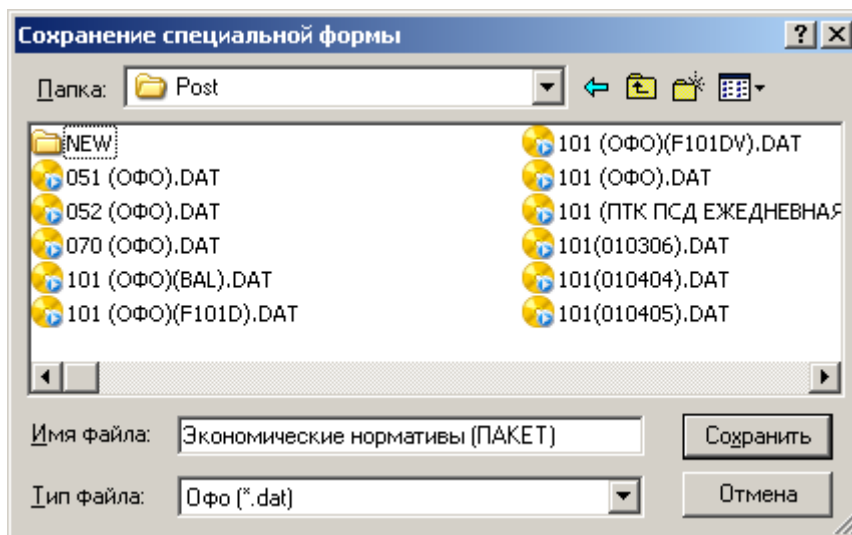 Сохранение специальной формы
Папка: Post
NEW
051 (ОФО).DAT
052 (ОФО).DAT
070 (ОФО).DAT
101 (ОФО)(BAL).DAT
101 (ОФО)(F101D).DAT
101 (ОФО)(F101DV).DAT
101 (ОФО).DAT
101 (ПТК ПСД ЕЖЕДНЕВНАЯ
101(010306).DAT
101(010404).DAT
101(010405).DAT
Имя файла: Экономические нормативы (ПАКЕТ) Сохранить
Тип файла: Офо (*.dat) Отмена